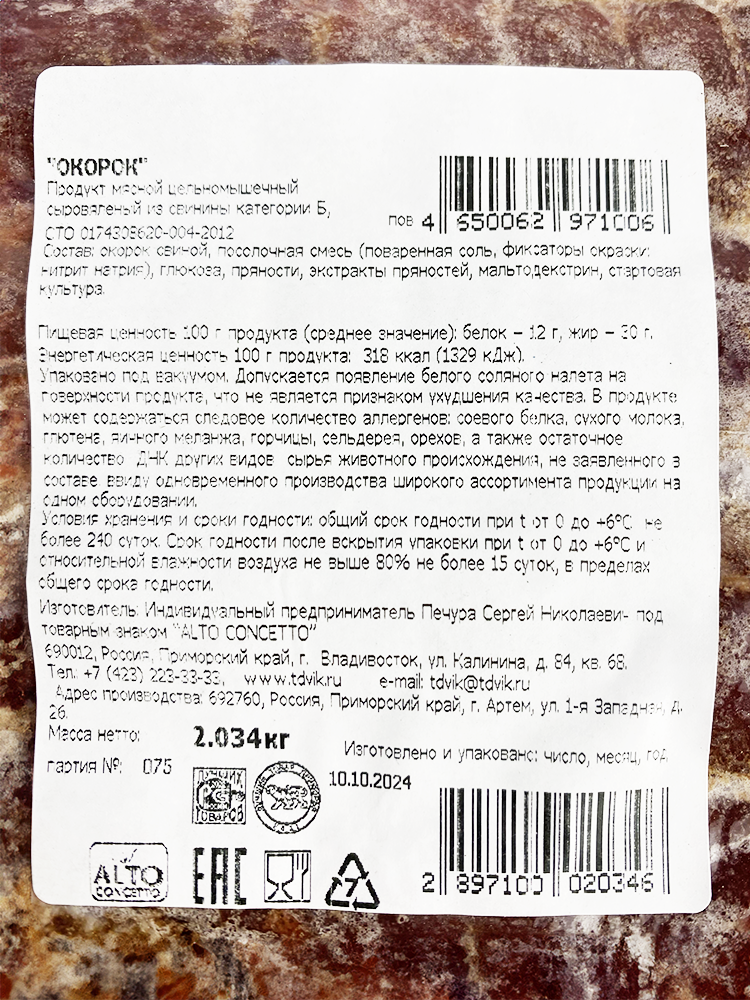 "ОКОРОК"
Продукт мясной цельномышечный
сыровяленый из свинины категории Б,
СТО 0174308620-004-2012
пов 4 650062 971006
Состав: окорок свиной, посолочная смесь (поваренная соль, фиксаторы окраски:
нитрит натрия), глюкоза, пряности, экстракты пряностей, мальтодекстрин, стартовая
культура.
Пищевая ценность 100 г продукта (среднее значение): белок – 12 г, жир – 30 г.
Энергетическая ценность 100 г продукта: 318 ккал (1329 кДж).
Упаковано под вакуумом. Допускается появление белого соляного налета на
поверхности продукта, что не является признаком ухудшения качества. В продукте
может содержаться следовое количество аллергенов: соевого белка, сухого молока,
глютена, яичного меланжа, горчицы, сельдерея, орехов, а также остаточное
количество ДНК других видов сырья животного происхождения, не заявленного в
составе ввиду одновременного производства широкого ассортимента продукции на
одном оборудовании.
Условия хранения и сроки годности: общий срок годности при t от 0 до +6°С не
более 240 суток. Срок годности после вскрытия упаковки при t от 0 до +6°С и
относительной влажности воздуха не выше 80% не более 15 суток, в пределах
общего срока годности.
Изготовитель: Индивидуальный предприниматель Печура Сергей Николаевич под
товарным знаком "ALTO CONCETTO"
690012, Россия, Приморский край, г. Владивосток, ул. Калинина, д. 84, кв. 68.
Тел. +7 (423) 223-33-33, www.tdvik.ru e-mail: tdvik@tdvik.ru
Адрес производства: 692760, Россия, Приморский край, г. Артем, ул. 1-я Западная, д.
26.
Масса нетто: 2.034кг
Изготовлено и упаковано: число, месяц, год
партия №: 075
10.10.2024
ЛУЧШИХ
ТОВАРОВ
ALTO
CONCETTO
EAC
7
2 897100 020346